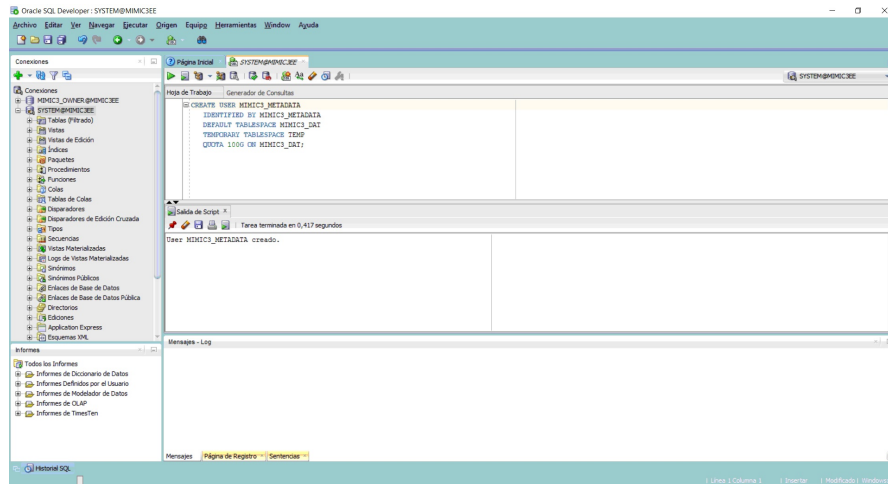 Oracle SQL Developer : SYSTEM@MIMIC3EE
Archivo Editar Ver Navegar Ejecutar Origen Equipo Herramientas Window Ayuda
Conexiones
Conexiones
MIMIC3_OWNER@MIMIC3EE
SYSTEM@MIMIC3EE
Tablas (Filtrado)
Vistas
Vistas de Edición
Índices
Paquetes
Procedimientos
Funciones
Colas
Tablas de Colas
Disparadores
Disparadores de Edición Cruzada
Tipos
Secuencias
Vistas Materializadas
Logs de Vistas Materializadas
Sinónimos
Sinónimos Públicos
Enlaces de Base de Datos
Enlaces de Base de Datos Pública
Directorios
Ediciones
Application Express
Esquemas XML
Informes
Todos los Informes
Informes de Diccionario de Datos
Informes Definidos por el Usuario
Informes de Modelador de Datos
Informes de OLAP
Informes de TimesTen
Página Inicial SYSTEM@MIMIC3EE
SYSTEM@MIMIC3EE
Hoja de Trabajo Generador de Consultas
CREATE USER MIMIC3_METADATA
IDENTIFIED BY MIMIC3_METADATA
DEFAULT TABLESPACE MIMIC3_DAT
TEMPORARY TABLESPACE TEMP
QUOTA 100G ON MIMIC3_DAT;
Salida de Script
Tarea terminada en 0,417 segundos
User MIMIC3_METADATA creado.
Mensajes - Log
Mensajes Página de Registro Sentencias
Historial SQL
Línea 1 Columna 1 Insertar Modificado Windows